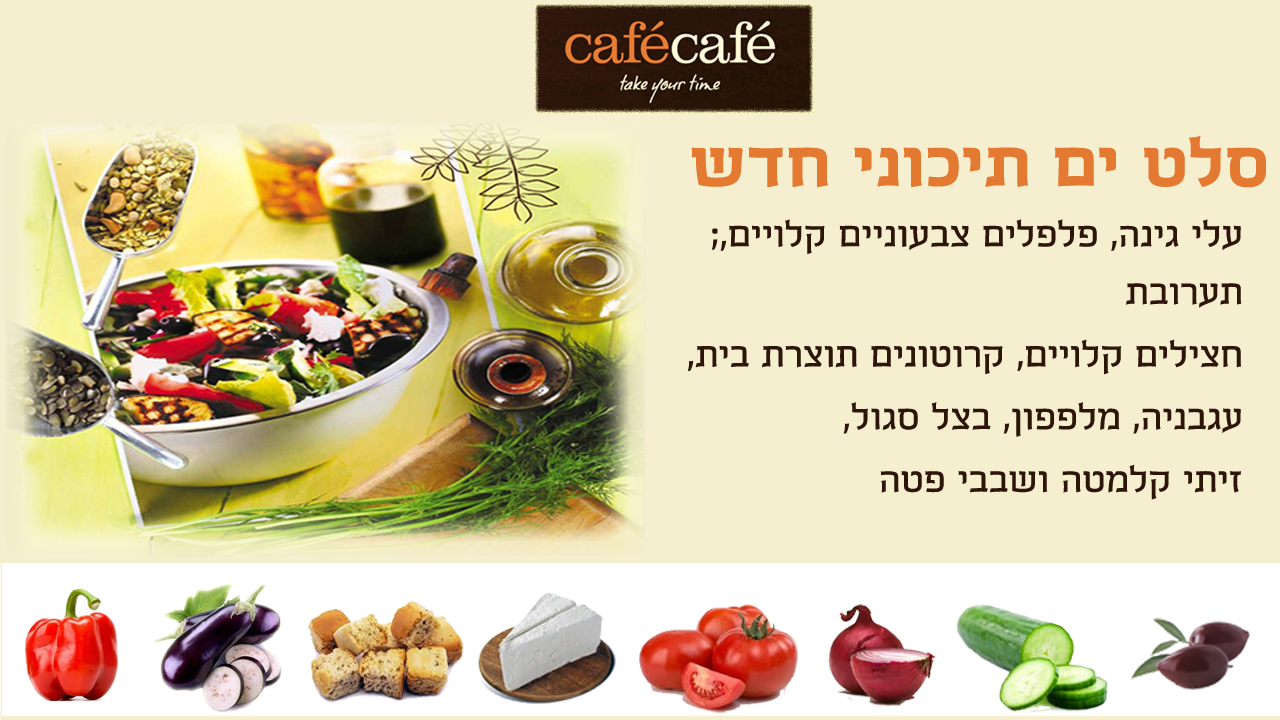 cafécafé
take your time
סלט ים תיכוני חדש
עלי גינה, פלפלים צבעוניים קלויים,;
תערובת
חצילים קלויים, קרוטונים תוצרת בית,
עגבניה, מלפפון, בצל סגול,
זיתי קלמטה ושבבי פטה